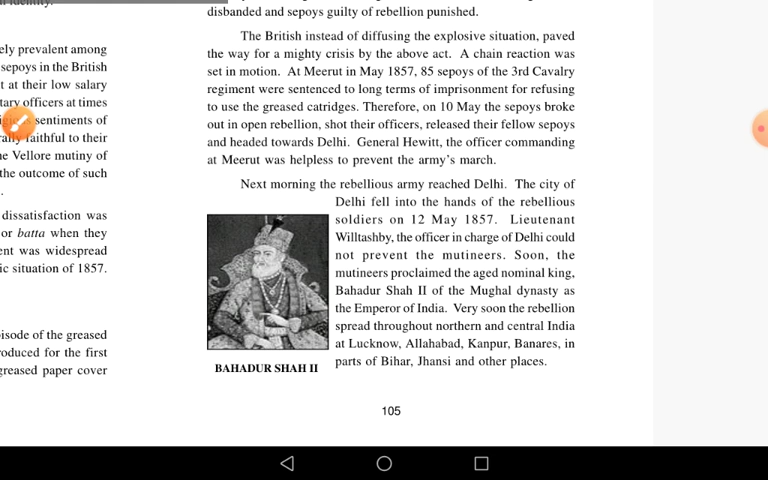 disbanded and sepoys guilty of rebellion punished.
The British instead of diffusing the explosive situation, paved
the way for a mighty crisis by the above act. A chain reaction was
set in motion. At Meerut in May 1857, 85 sepoys of the 3rd Cavalry
regiment were sentenced to long terms of imprisonment for refusing
to use the greased catridges. Therefore, on 10 May the sepoys broke
out in open rebellion, shot their officers, released their fellow sepoys
and headed towards Delhi. General Hewitt, the officer commanding
at Meerut was helpless to prevent the army's march.
Next morning the rebellious army reached Delhi. The city of
Delhi fell into the hands of the rebellious
soldiers on 12 May 1857. Lieutenant
Willtashby, the officer in charge of Delhi could
not prevent the mutineers. Soon, the
mutineers proclaimed the aged nominal king,
Bahadur Shah II of the Mughal dynasty as
the Emperor of India. Very soon the rebellion
spread throughout northern and central India
at Lucknow, Allahabad, Kanpur, Banares, in
parts of Bihar, Jhansi and other places.
BAHADUR SHAH II
105
ely prevalent among
sepoys in the British
t at their low salary
tary officers at times
sentiments of
faithful to their
e Vellore mutiny of
the outcome of such
.
dissatisfaction was
or batta when they
ent was widespread
ic situation of 1857.
isode of the greased
roduced for the first
greased paper cover